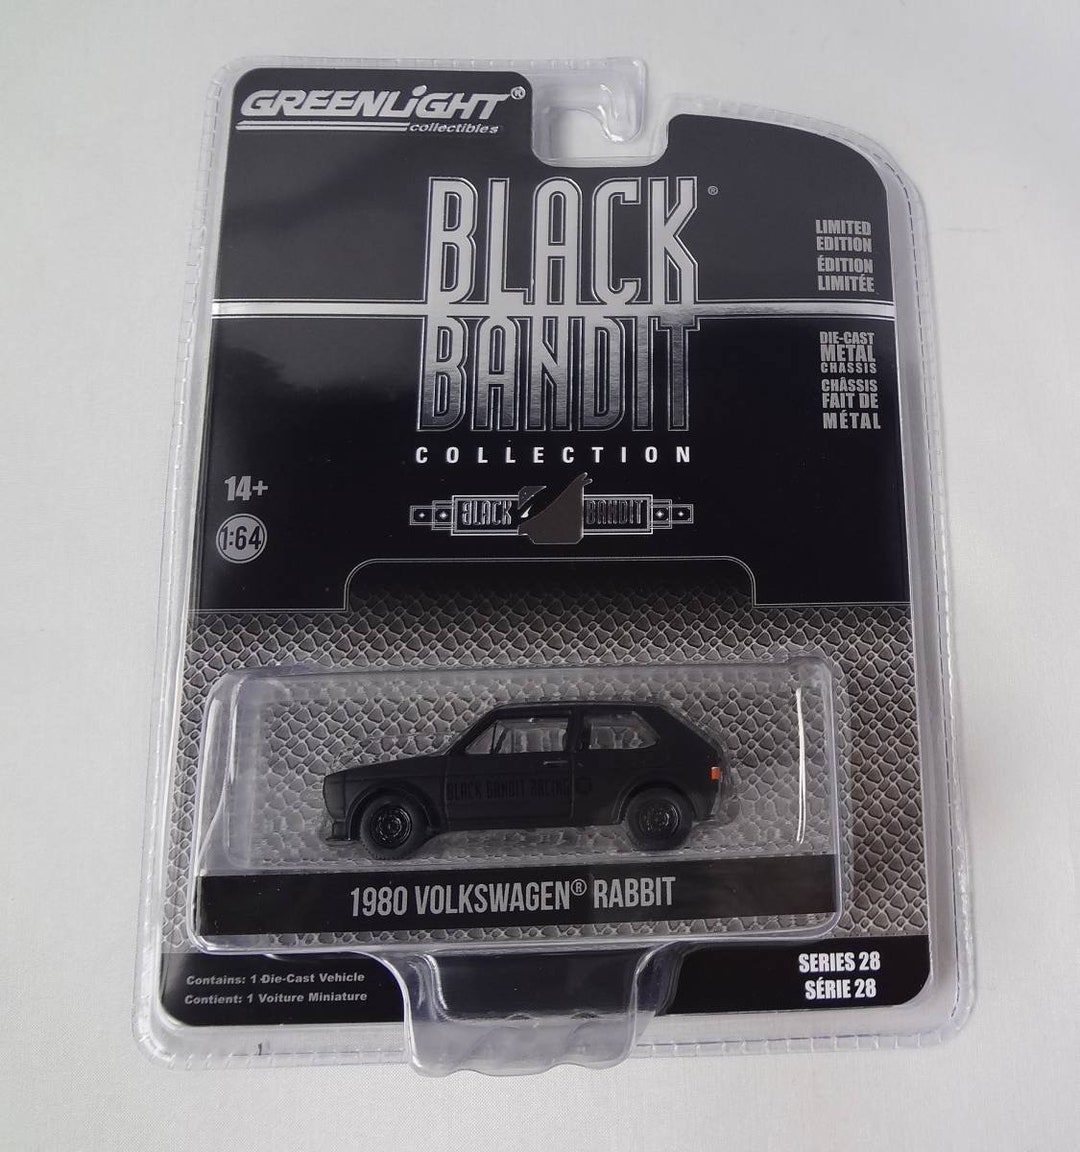 GREENLiGHT®
collectibles
BLACK®
BANDIT
COLLECTION
BLACK BANDIT
LIMITED
EDITION
ÉDITION
LIMITÉE
DIE-CAST
METAL
CHASSIS
CHÂSSIS
FAIT DE
MÉTAL
14+
1:64
BLACK BANDIT RACING
1980 VOLKSWAGEN® RABBIT
Contains: 1 Die-Cast Vehicle
Contient: 1 Voiture Miniature
SERIES 28
SÉRIE 28